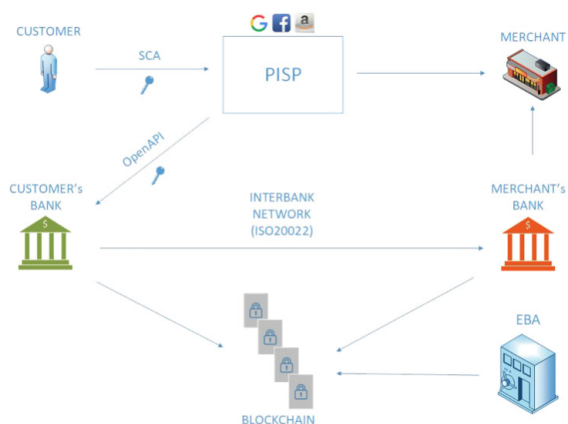 CUSTOMER
SCA
PISP
MERCHANT
OpenAPI
CUSTOMER's
BANK
INTERBANK
NETWORK
(ISO20022)
MERCHANT's
BANK
EBA
BLOCKCHAIN